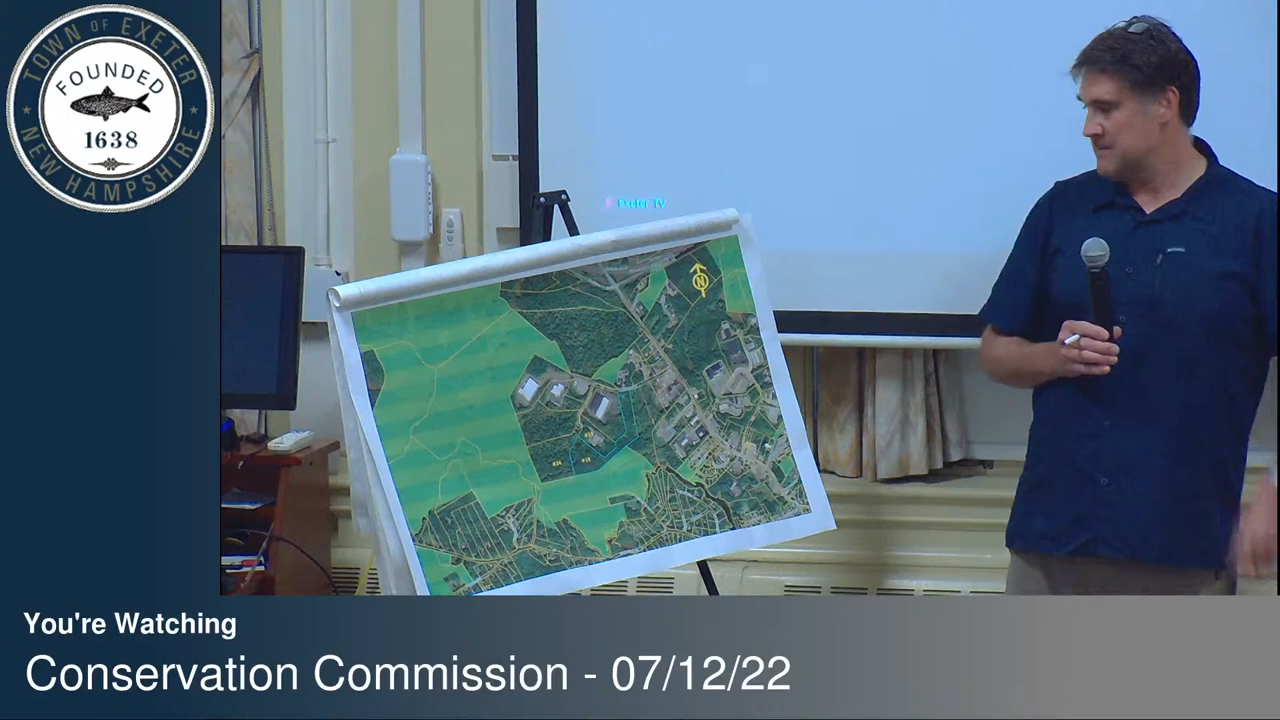 TOWN OF EXETER
FOUNDED
1638
NEW HAMPSHIRE
Exeter TV
N
You're Watching
Conservation Commission - 07/12/22